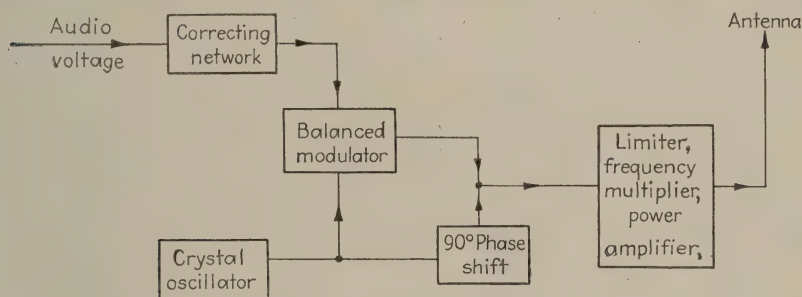 Audio
voltage
Correcting
network
Balanced
modulator
Crystal
oscillator
90° Phase
shift
Limiter,
frequency
multiplier,
power
amplifier,
Antenna